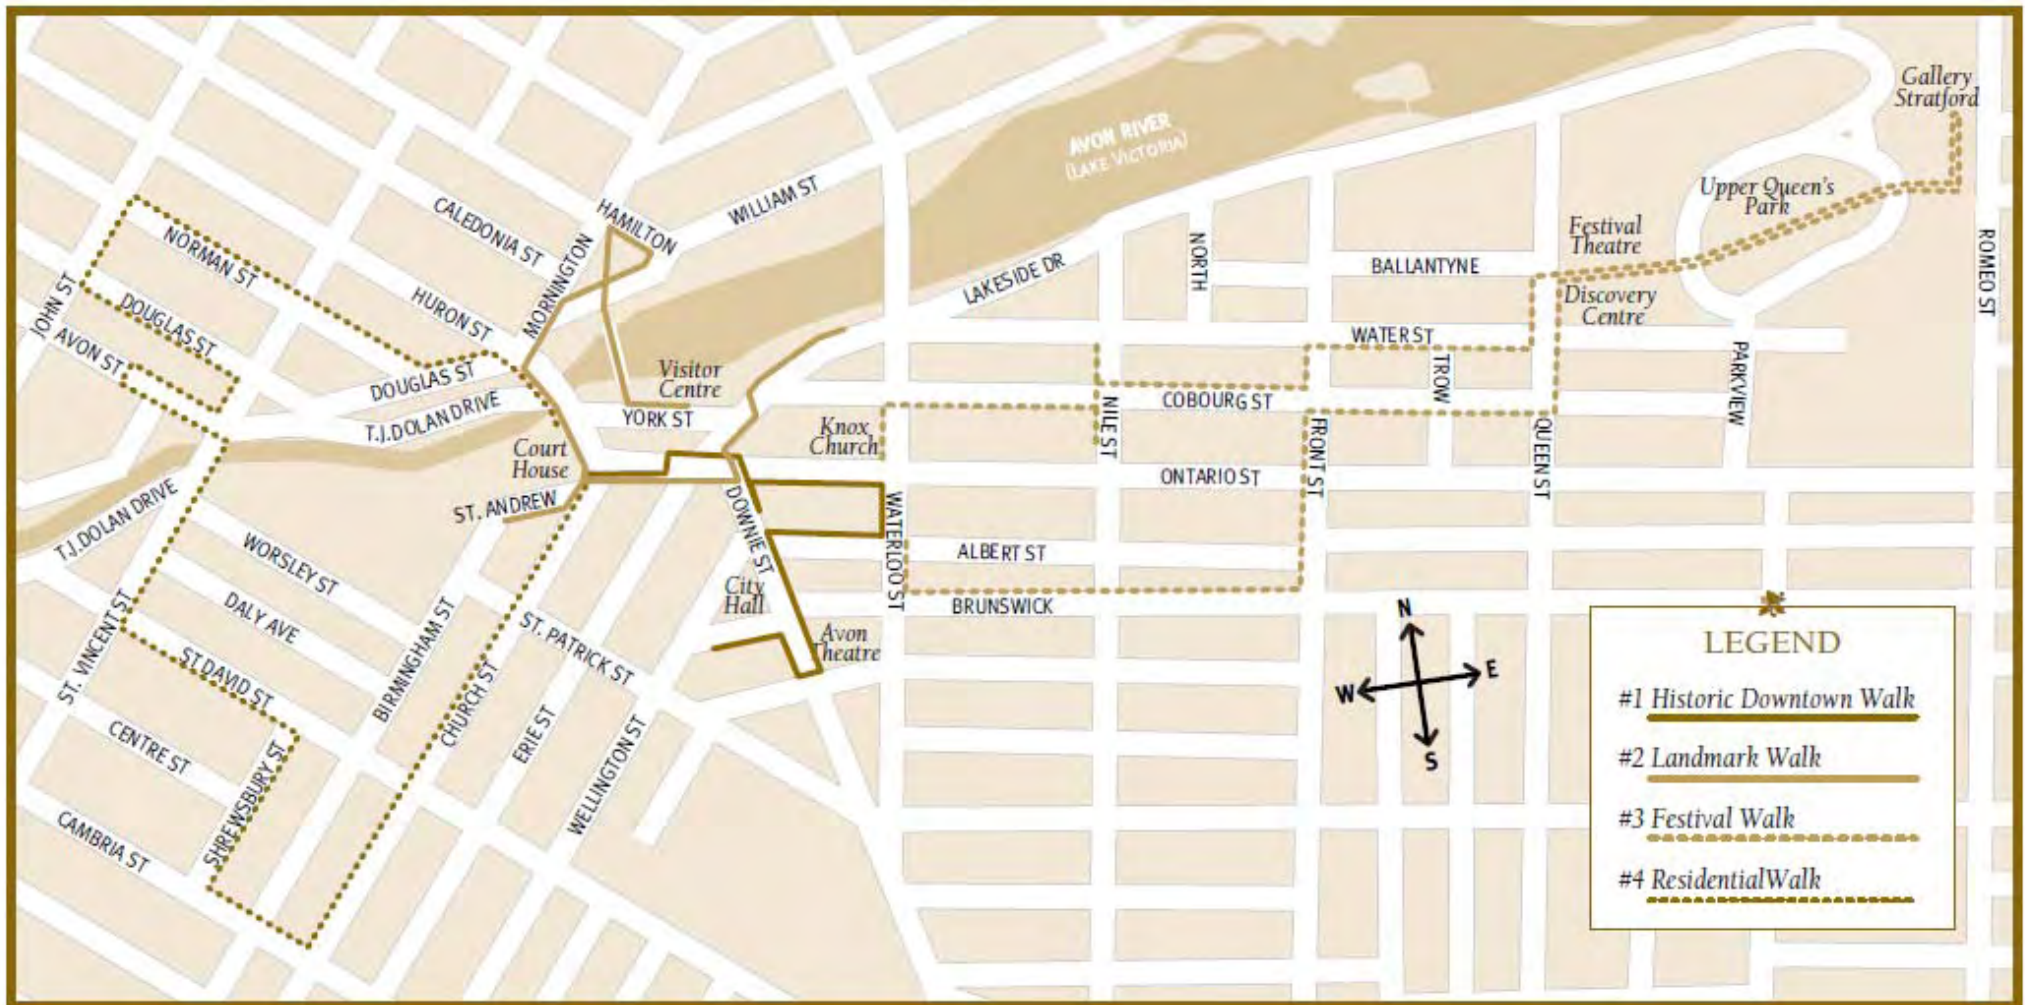 Gallery
Stratford
AVON RIVER
(LAKE VICTORIA)
Upper Queen's
Park
WILLIAM ST
HAMILTON
CALEDONIA ST
MORNINGTON
NORMAN ST
HURON ST
JOHN ST
DOUGLAS ST
AVON ST
DOUGLAS ST
T.J.DOLAN DRIVE
Visitor
Centre
YORK ST
LAKESIDE DR
NORTH
BALLANTYNE
Festival
Theatre
Discovery
Centre
ROMEO ST
WATER ST
TROW
PARKVIEW
COBOURG ST
NILE ST
FRONT ST
QUEEN ST
Knox
Church
Court
House
ST. ANDREW
ONTARIO ST
T.J.DOLAN DRIVE
DOWNIE ST
WATERLOO ST
ALBERT ST
BRUNSWICK
City
Hall
Avon
Theatre
WORSLEY ST
DALY AVE
ST. VINCENT ST
ST DAVID ST
BIRMINGHAM ST
ST. PATRICK ST
CHURCH ST
ERIE ST
WELLINGTON ST
CENTRE ST
SHREWSBURY ST
CAMBRIA ST
N
W
E
S
LEGEND
#1 Historic Downtown Walk
#2 Landmark Walk
#3 Festival Walk
#4 ResidentialWalk